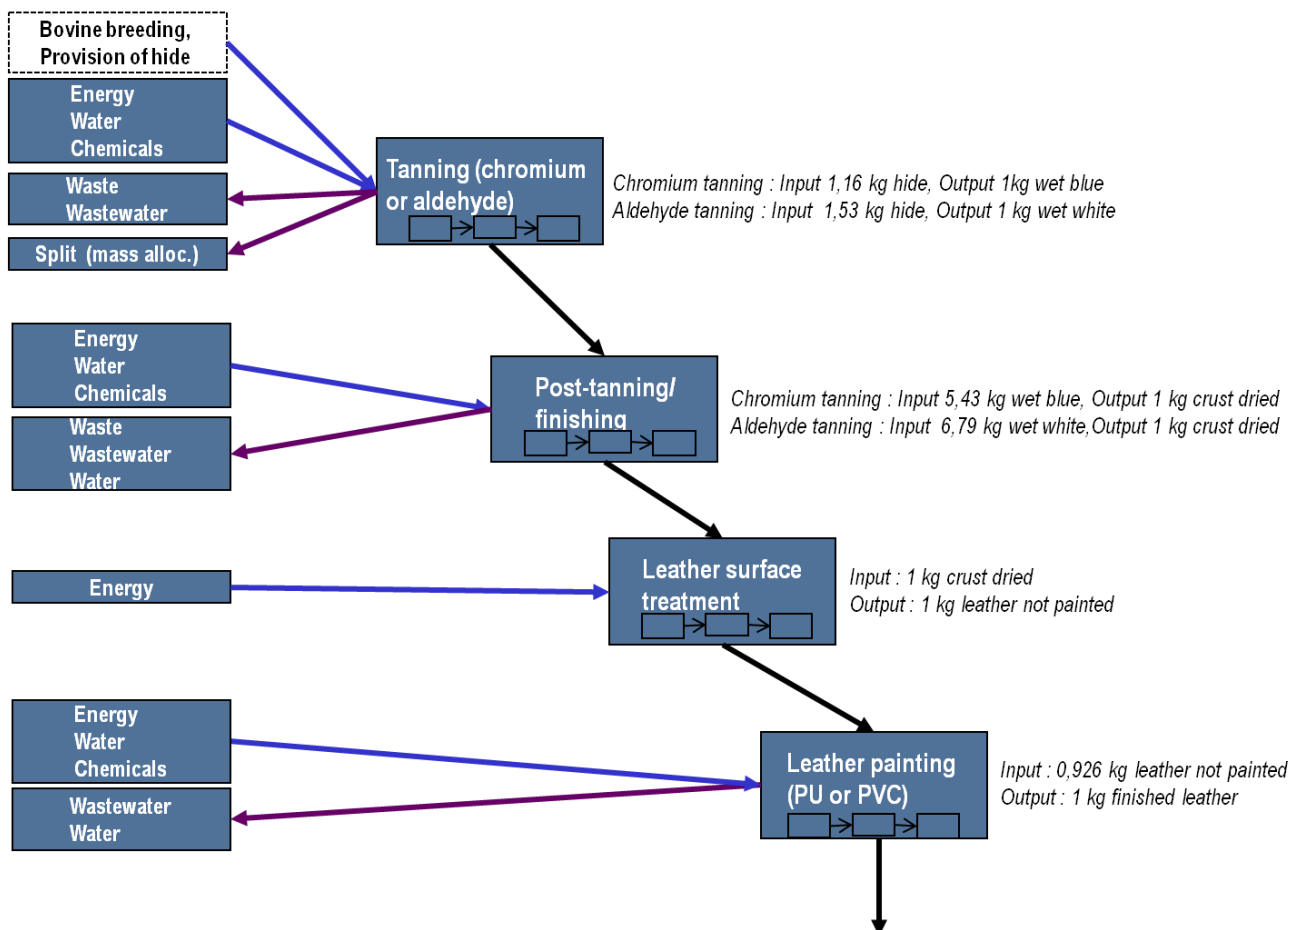 Bovine breeding,
Provision of hide
Energy
Water
Chemicals
Waste
Wastewater
Split (mass alloc.)
Tanning (chromium
or aldehyde)
Chromium tanning : Input 1,16 kg hide, Output 1kg wet blue
Aldehyde tanning : Input 1,53 kg hide, Output 1 kg wet white
Energy
Water
Chemicals
Waste
Wastewater
Water
Post-tanning/
finishing
Chromium tanning : Input 5,43 kg wet blue, Output 1 kg crust dried
Aldehyde tanning : Input 6,79 kg wet white,Output 1 kg crust dried
Energy
Leather surface
treatment
Input : 1 kg crust dried
Output : 1 kg leather not painted
Energy
Water
Chemicals
Wastewater
Water
Leather painting
(PU or PVC)
Input : 0,926 kg leather not painted
Output : 1 kg finished leather